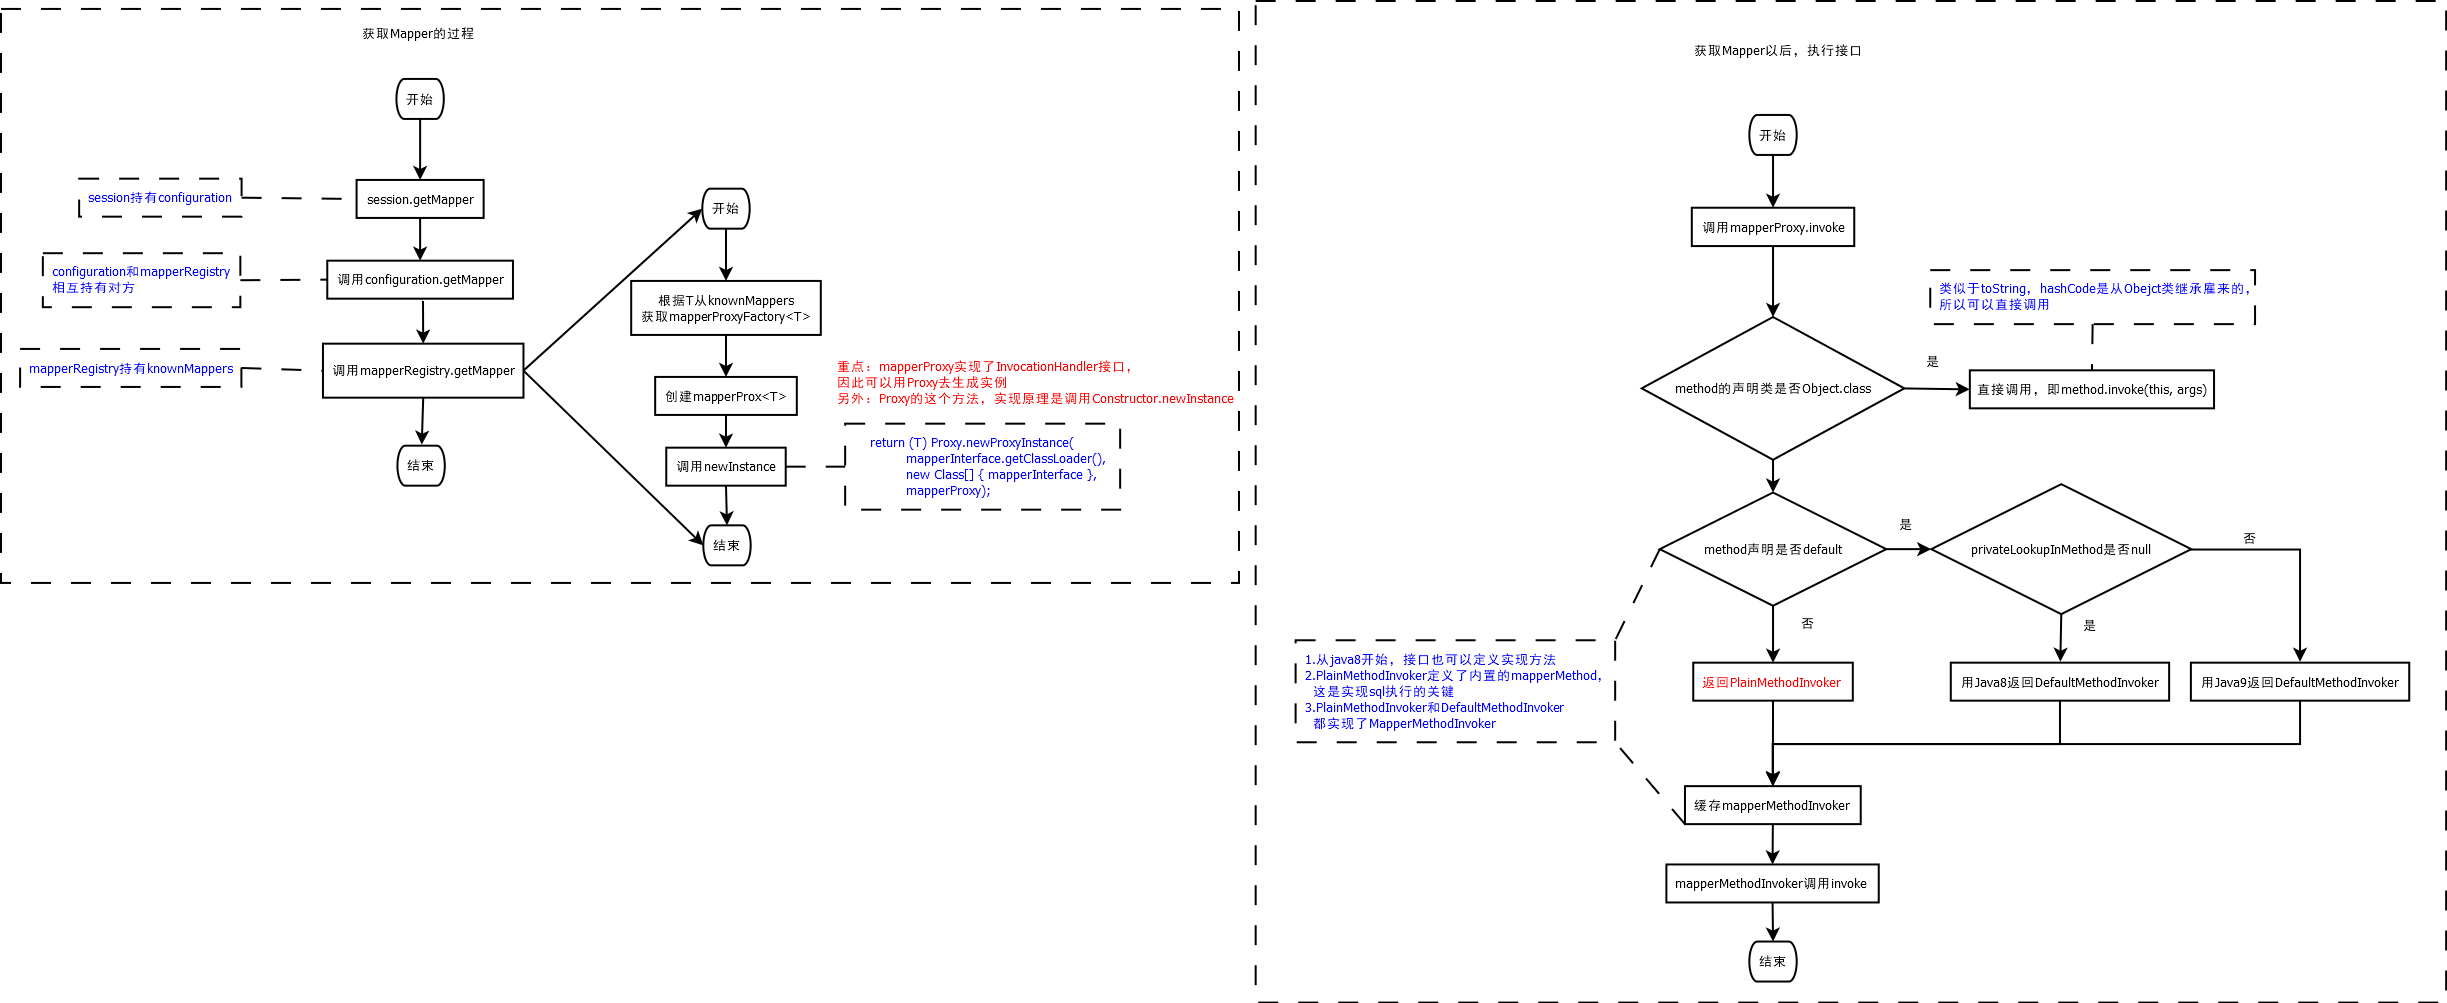 获取Mapper的过程
开始
session持有configuration
session.getMapper
configuration和mapperRegistry
相互持有对方
调用configuration.getMapper
mapperRegistry持有knownMappers
调用mapperRegistry.getMapper
结束
开始
根据T从knownMappers
获取mapperProxyFactory<T>
创建mapperProx<T>
调用newInstance
结束
重点：mapperProxy实现了InvocationHandler接口，
因此可以用Proxy去生成实例
另外：Proxy的这个方法，实现原理是调用Constructor.newInstance
return (T) Proxy.newProxyInstance(
mapperInterface.getClassLoader(),
new Class[] { mapperInterface },
mapperProxy);
获取Mapper以后，执行接口
开始
调用mapperProxy.invoke
类似于toString，hashCode是从Obejct类继承雇来的，
所以可以直接调用
method的声明类是否Object.class
是
直接调用，即method.invoke(this, args)
method声明是否default
是
privateLookupInMethod是否null
否
否
是
1.从java8开始，接口也可以定义实现方法
2.PlainMethodInvoker定义了内置的mapperMethod，
这是实现sql执行的关键
3.PlainMethodInvoker和DefaultMethodInvoker
都实现了MapperMethodInvoker
返回PlainMethodInvoker
用Java8返回DefaultMethodInvoker
用Java9返回DefaultMethodInvoker
缓存mapperMethodInvoker
mapperMethodInvoker调用invoke
结束